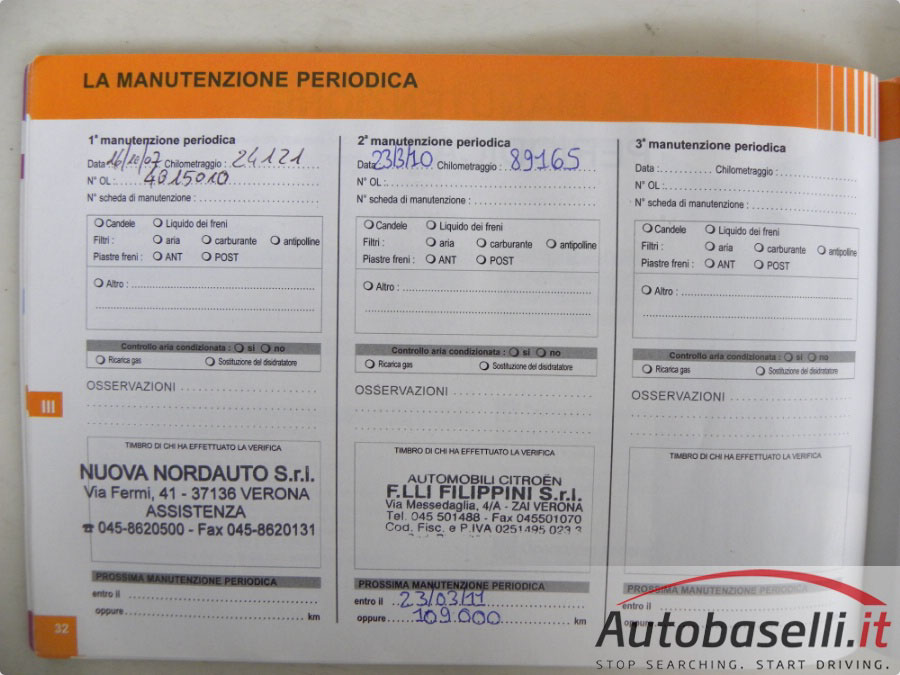 LA MANUTENZIONE PERIODICA
1ª manutenzione periodica
Data 16/10/07 Chilometraggio : 24121
N° OL : 4015010
N° scheda di manutenzione :
Candele Liquido dei freni
Filtri : aria carburante antipolline
Piastre freni : ANT POST
Altro :
Controllo aria condizionata : si no
Ricarica gas Sostituzione del disidratatore
OSSERVAZIONI
TIMBRO DI CHI HA EFFETTUATO LA VERIFICA
NUOVA NORDAUTO S.r.l.
Via Fermi, 41 - 37136 VERONA
ASSISTENZA
☎ 045-8620500 - Fax 045-8620131
PROSSIMA MANUTENZIONE PERIODICA
entro il
oppure km
2ª manutenzione periodica
Data 23/3/10 Chilometraggio : 89165
N° OL :
N° scheda di manutenzione :
Candele Liquido dei freni
Filtri : aria carburante antipolline
Piastre freni : ANT POST
Altro :
Controllo aria condizionata : si no
Ricarica gas Sostituzione del disidratatore
OSSERVAZIONI
TIMBRO DI CHI HA EFFETTUATO LA VERIFICA
AUTOMOBILI CITROËN
F.LLI FILIPPINI S.r.l.
Via Messedaglia, 4/A - ZAI VERONA
Tel. 045 501488 - Fax 045501070
Cod. Fisc. e P.IVA 0251495 023 3
PROSSIMA MANUTENZIONE PERIODICA
entro il 23/03/11
oppure 109.000 km
3ª manutenzione periodica
Data : Chilometraggio :
N° OL :
N° scheda di manutenzione :
Candele Liquido dei freni
Filtri : aria carburante antipolline
Piastre freni : ANT POST
Altro :
Controllo aria condizionata : si no
Ricarica gas Sostituzione del disidratatore
OSSERVAZIONI
TIMBRO DI CHI HA EFFETTUATO LA VERIFICA
PROSSIMA MANUTENZIONE PERIODICA
entro il
oppure
III
32
Autobaselli.it
STOP SEARCHING. START DRIVING.